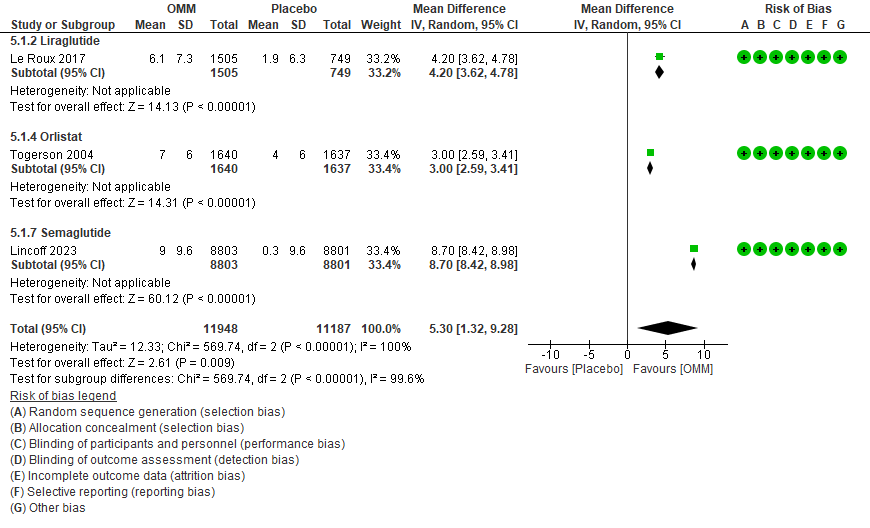 OMM Placebo Mean Difference Mean Difference Risk of Bias
Study or Subgroup Mean SD Total Mean SD Total Weight IV, Random, 95% CI IV, Random, 95% CI A B C D E F G
5.1.2 Liraglutide
Le Roux 2017 6.1 7.3 1505 1.9 6.3 749 33.2% 4.20 [3.62, 4.78] + + + + + + +
Subtotal (95% CI) 1505 749 33.2% 4.20 [3.62, 4.78]
Heterogeneity: Not applicable
Test for overall effect: Z = 14.13 (P < 0.00001)
5.1.4 Orlistat
Togerson 2004 7 6 1640 4 6 1637 33.4% 3.00 [2.59, 3.41] + + + + + + +
Subtotal (95% CI) 1640 1637 33.4% 3.00 [2.59, 3.41]
Heterogeneity: Not applicable
Test for overall effect: Z = 14.31 (P < 0.00001)
5.1.7 Semaglutide
Lincoff 2023 9 9.6 8803 0.3 9.6 8801 33.4% 8.70 [8.42, 8.98] + + + + + + +
Subtotal (95% CI) 8803 8801 33.4% 8.70 [8.42, 8.98]
Heterogeneity: Not applicable
Test for overall effect: Z = 60.12 (P < 0.00001)
Total (95% CI) 11948 11187 100.0% 5.30 [1.32, 9.28]
Heterogeneity: Tau² = 12.33; Chi² = 569.74, df = 2 (P < 0.00001); I² = 100%
Test for overall effect: Z = 2.61 (P = 0.009)
Test for subgroup differences: Chi² = 569.74, df = 2 (P < 0.00001), I² = 99.6%
-10 -5 0 5 10
Favours [Placebo] Favours [OMM]
Risk of bias legend
(A) Random sequence generation (selection bias)
(B) Allocation concealment (selection bias)
(C) Blinding of participants and personnel (performance bias)
(D) Blinding of outcome assessment (detection bias)
(E) Incomplete outcome data (attrition bias)
(F) Selective reporting (reporting bias)
(G) Other bias